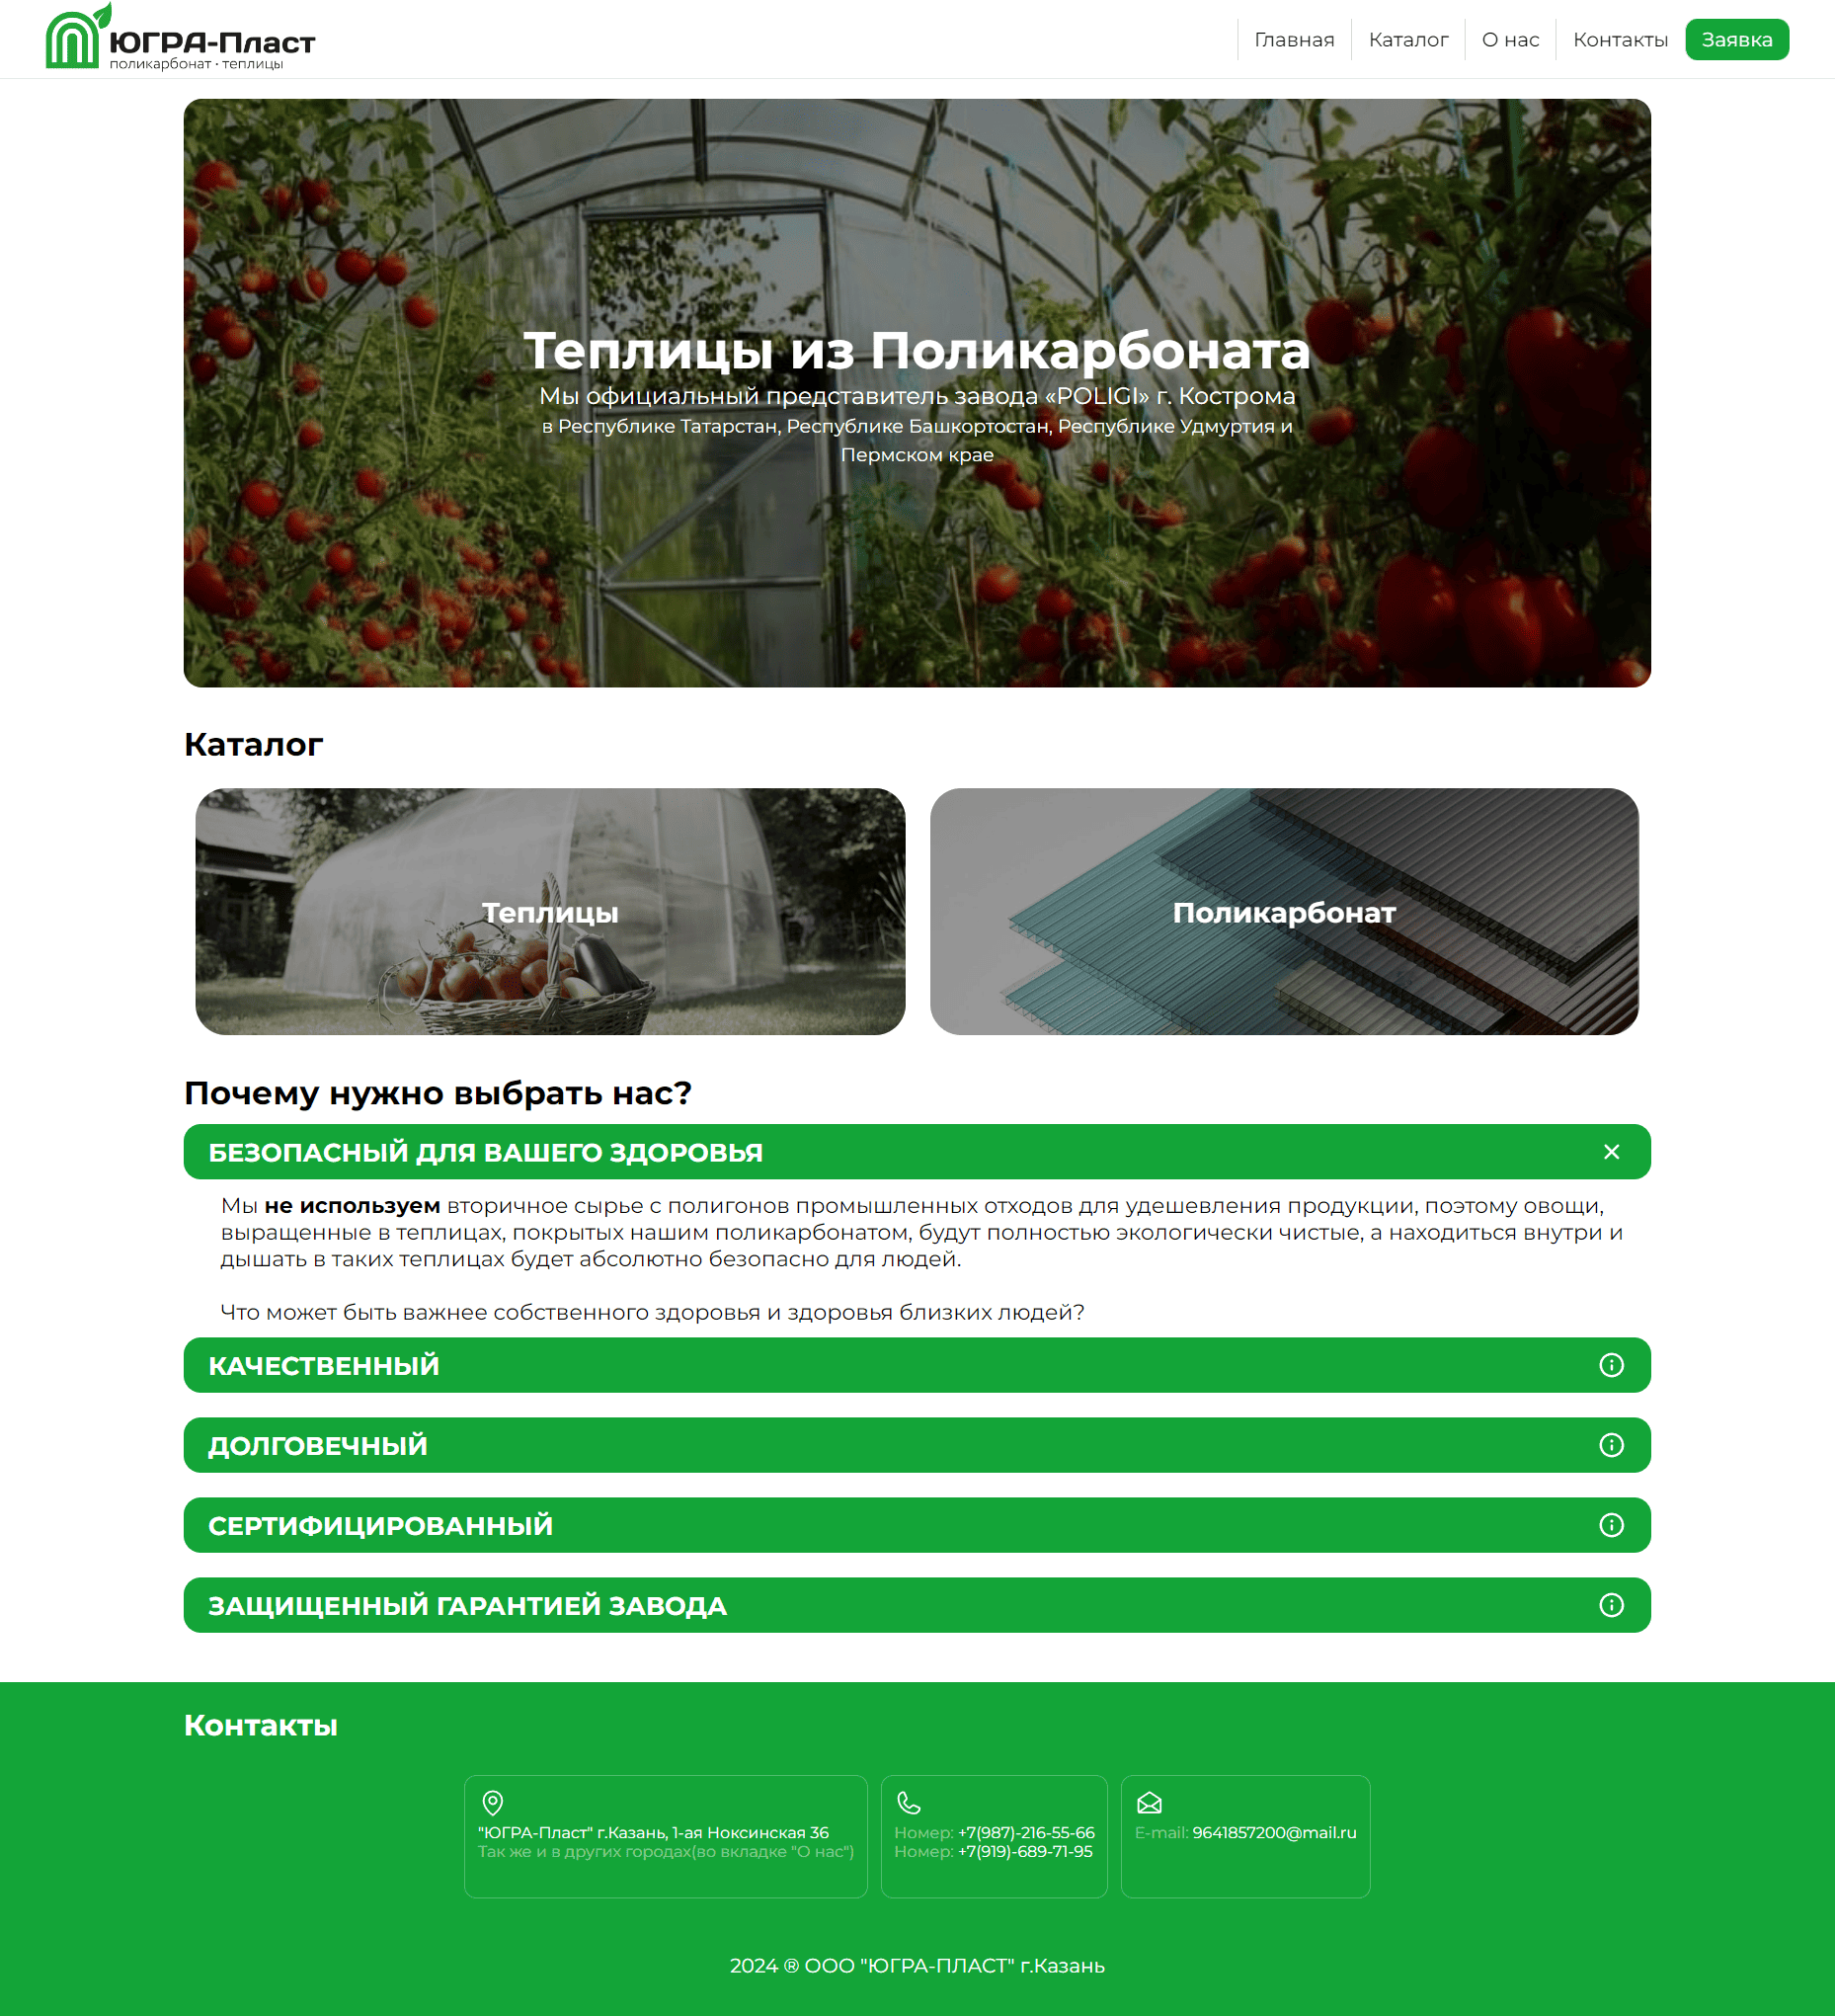 ЮГРА-Пласт
поликарбонат · теплицы
Главная
Каталог
О нас
Контакты
Заявка
Теплицы из Поликарбоната
Мы официальный представитель завода «POLIGI» г. Кострома
в Республике Татарстан, Республике Башкортостан, Республике Удмуртия и
Пермском крае
Каталог
Теплицы
Поликарбонат
Почему нужно выбрать нас?
БЕЗОПАСНЫЙ ДЛЯ ВАШЕГО ЗДОРОВЬЯ
Мы не используем вторичное сырье с полигонов промышленных отходов для удешевления продукции, поэтому овощи,
выращенные в теплицах, покрытых нашим поликарбонатом, будут полностью экологически чистые, а находиться внутри и
дышать в таких теплицах будет абсолютно безопасно для людей.
Что может быть важнее собственного здоровья и здоровья близких людей?
КАЧЕСТВЕННЫЙ
ДОЛГОВЕЧНЫЙ
СЕРТИФИЦИРОВАННЫЙ
ЗАЩИЩЕННЫЙ ГАРАНТИЕЙ ЗАВОДА
Контакты
"ЮГРА-Пласт" г.Казань, 1-ая Ноксинская 36
Так же и в других городах(во вкладке "О нас")
Номер: +7(987)-216-55-66
Номер: +7(919)-689-71-95
E-mail: 9641857200@mail.ru
2024 ® ООО "ЮГРА-ПЛАСТ" г.Казань